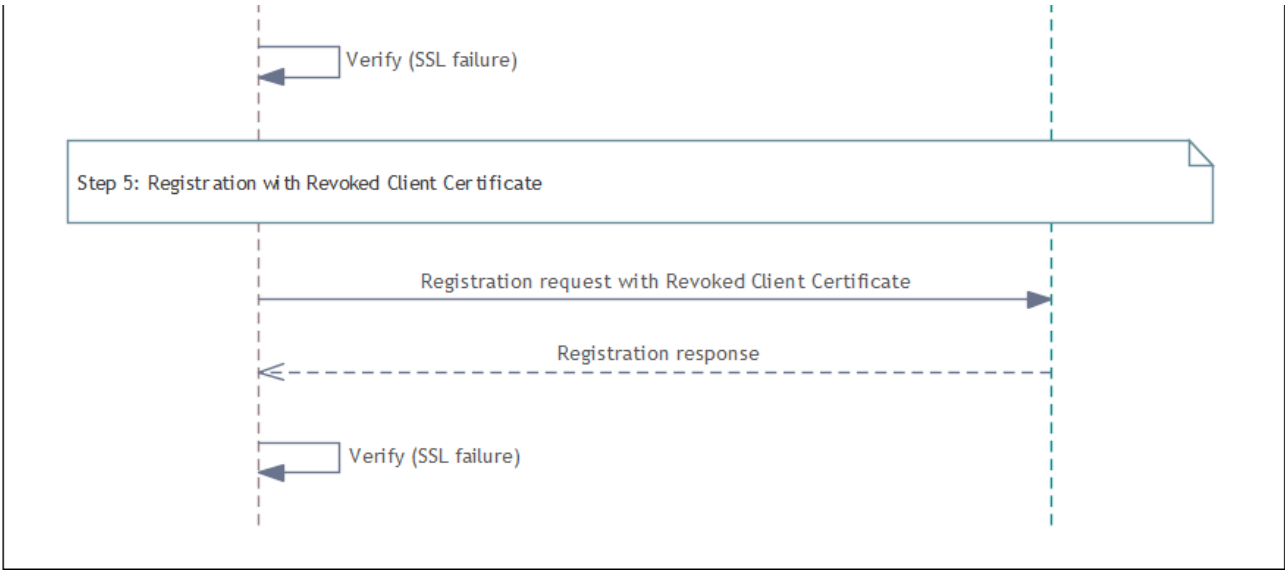 Verify (SSL failure)
Step 5: Registration with Revoked Client Certificate
Registration request with Revoked Client Certificate
Registration response
Verify (SSL failure)